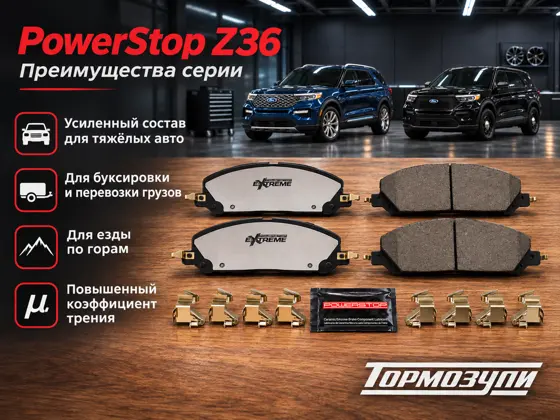 PowerStop Z36
Преимущества серии
Усиленный состав
для тяжёлых авто
Для буксировки
и перевозки грузов
Для езды
по горам
μ
Повышенный
коэффициент
трения
EXTREME
EXTREME
POWERSTOP
ТОРМОЗУПИ